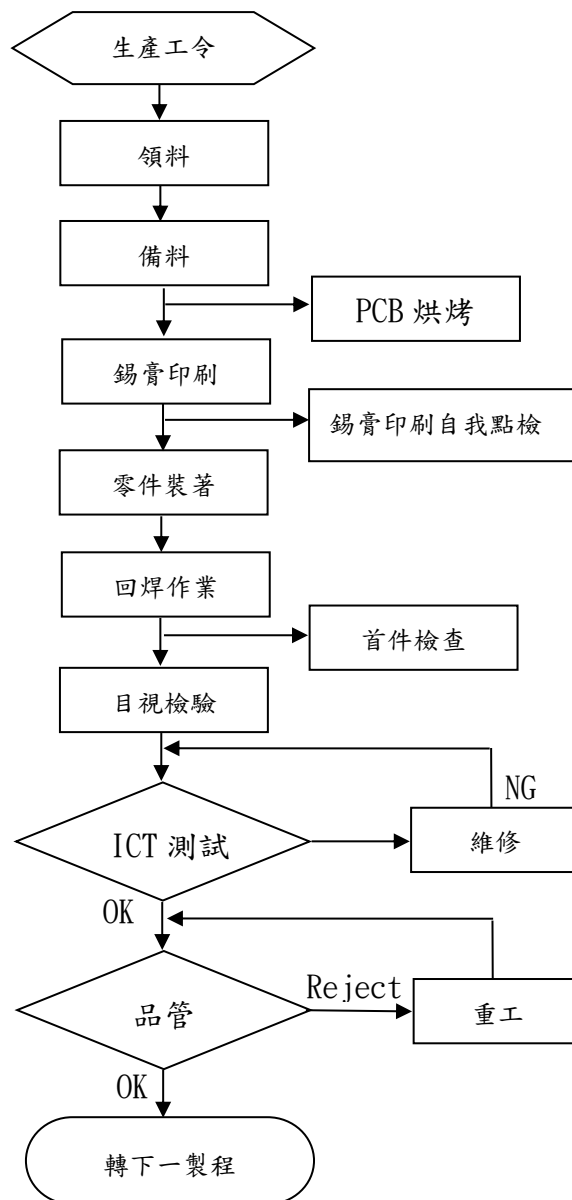 生產工令
領料
備料
PCB 烘烤
錫膏印刷
錫膏印刷自我點檢
零件裝著
回焊作業
首件檢查
目視檢驗
NG
ICT 測試
維修
OK
Reject
品管
重工
OK
轉下一製程